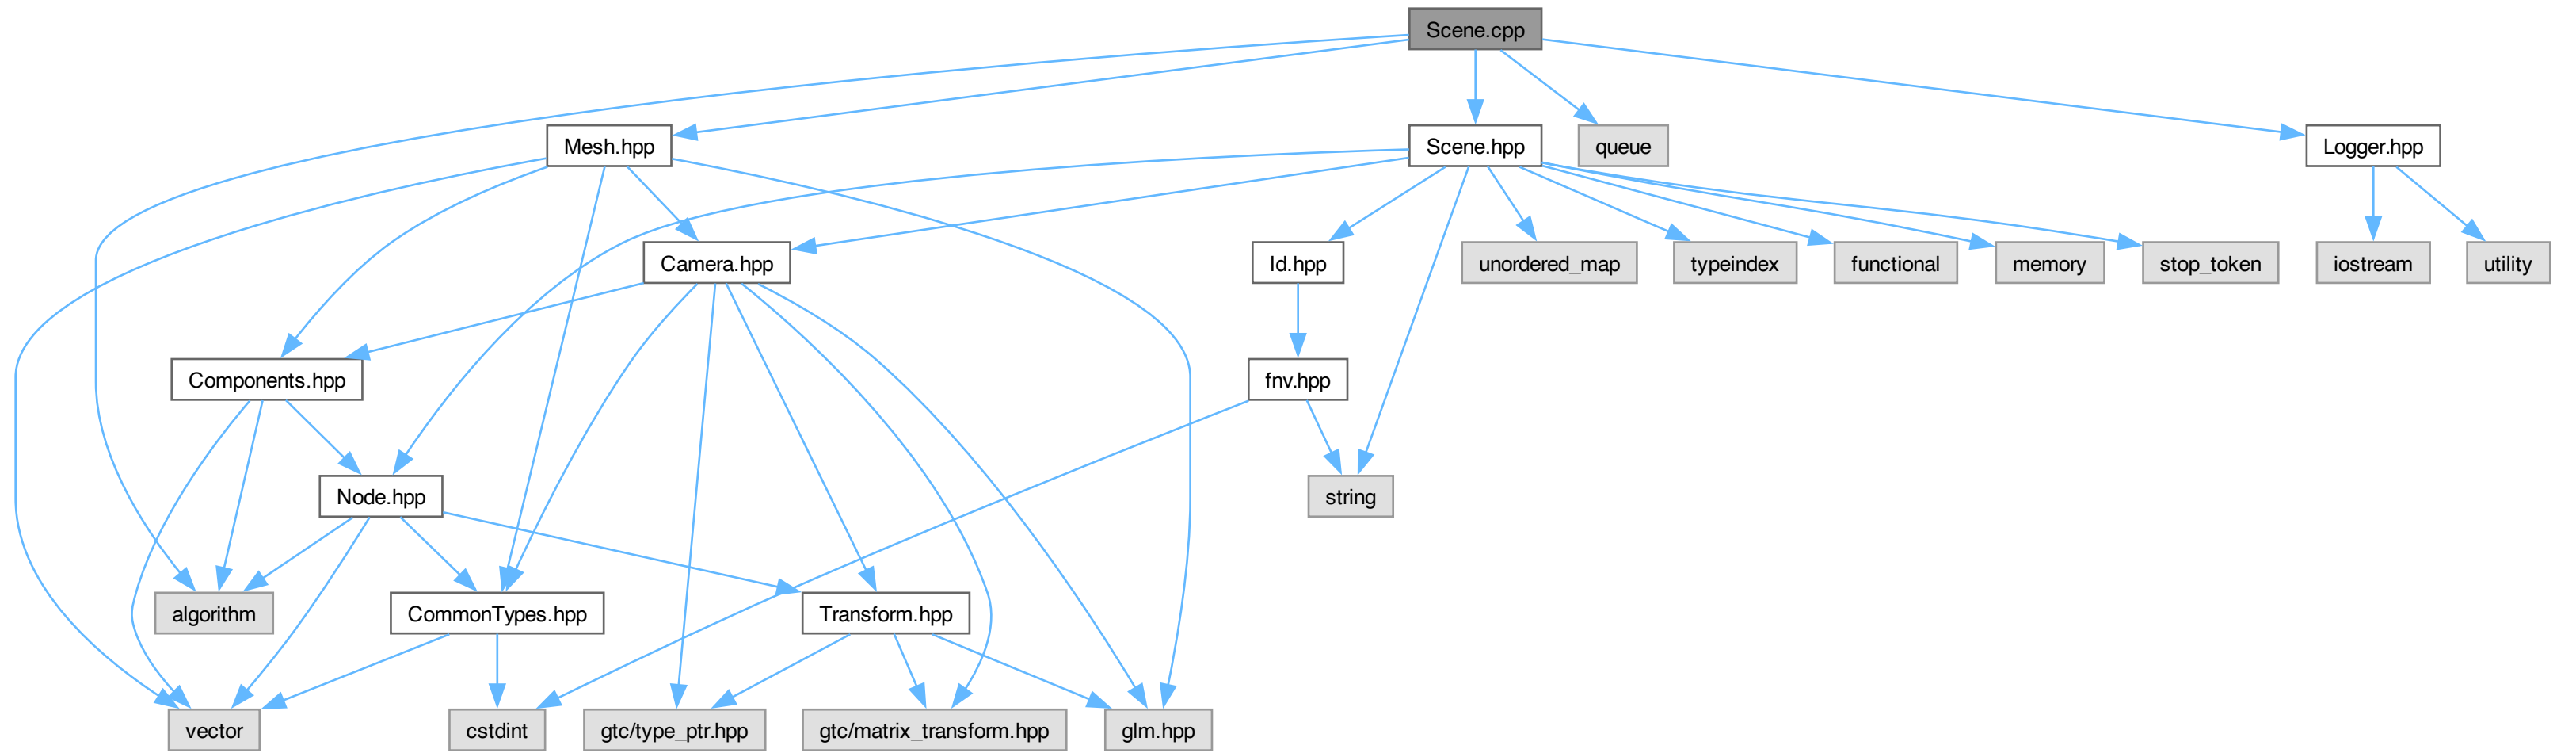 Scene.cpp
Mesh.hpp
Scene.hpp
queue
Logger.hpp
Camera.hpp
Id.hpp
unordered_map
typeindex
functional
memory
stop_token
iostream
utility
Components.hpp
fnv.hpp
Node.hpp
string
algorithm
CommonTypes.hpp
Transform.hpp
vector
cstdint
gtc/type_ptr.hpp
gtc/matrix_transform.hpp
glm.hpp